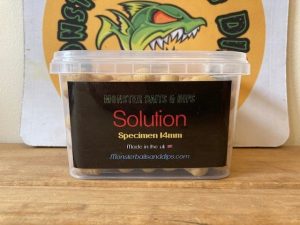 MONSTER BAITS & DIPS
Solution
Specimen 14mm
Made in the uk
Monsterbaitsanddips.com